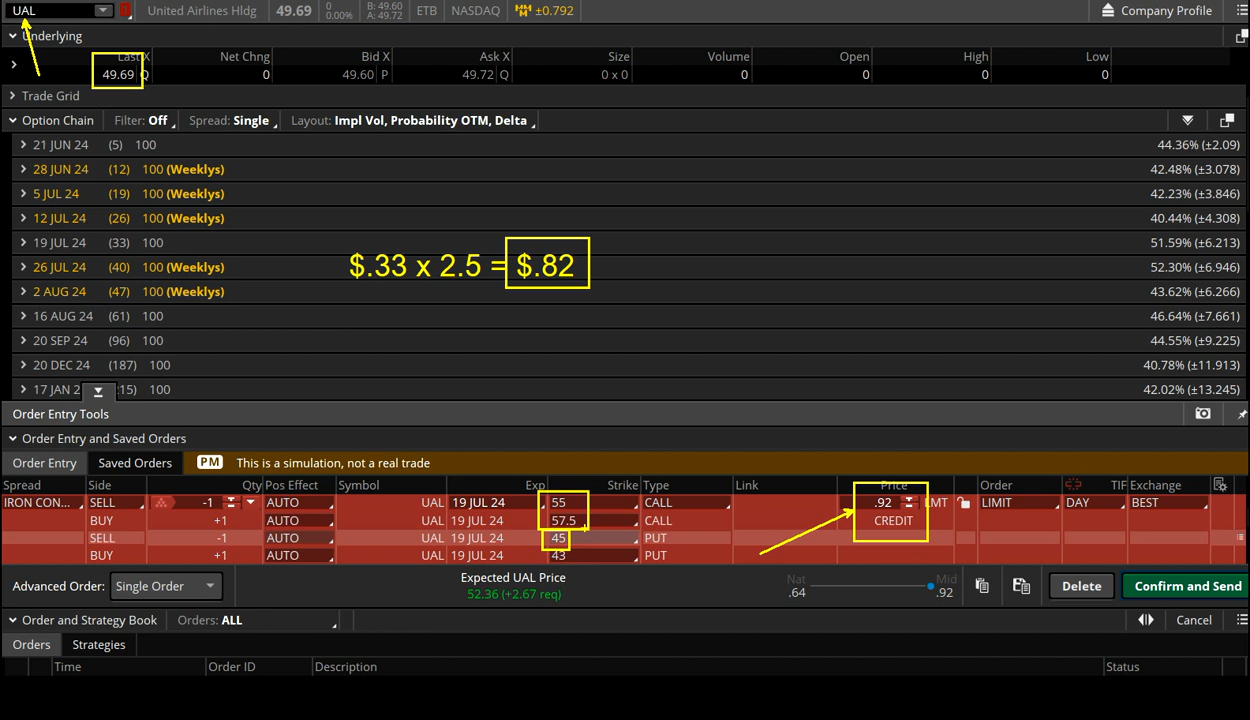 UAL United Airlines Hldg 49.69 0 0.00% B: 49.60 A: 49.72 ETB NASDAQ ±0.792 Company Profile
Underlying
Last X Net Chng Bid X Ask X Size Volume Open High Low
49.69 Q 0 49.60 P 49.72 Q 0 x 0 0 0 0 0
Trade Grid
Option Chain Filter: Off Spread: Single Layout: Impl Vol, Probability OTM, Delta
21 JUN 24 (5) 100 44.36% (±2.09)
28 JUN 24 (12) 100 (Weeklys) 42.48% (±3.078)
5 JUL 24 (19) 100 (Weeklys) 42.23% (±3.846)
12 JUL 24 (26) 100 (Weeklys) 40.44% (±4.308)
19 JUL 24 (33) 100 51.59% (±6.213)
$.33 x 2.5 = $.82
26 JUL 24 (40) 100 (Weeklys) 52.30% (±6.946)
2 AUG 24 (47) 100 (Weeklys) 43.62% (±6.266)
16 AUG 24 (61) 100 46.64% (±7.661)
20 SEP 24 (96) 100 44.55% (±9.225)
20 DEC 24 (187) 100 40.78% (±11.913)
17 JAN 2 15) 100 42.02% (±13.245)
Order Entry Tools
Order Entry and Saved Orders
Order Entry Saved Orders PM This is a simulation, not a real trade
Spread Side Qty Pos Effect Symbol Exp Strike Type Link Price Order TIF Exchange
IRON CON... SELL -1 AUTO UAL 19 JUL 24 55 CALL .92 LMT LIMIT DAY BEST
BUY +1 AUTO UAL 19 JUL 24 57.5 CALL CREDIT
SELL -1 AUTO UAL 19 JUL 24 45 PUT
BUY +1 AUTO UAL 19 JUL 24 43 PUT
Advanced Order: Single Order Expected UAL Price 52.36 (+2.67 req) Nat .64 Mid .92 Delete Confirm and Send
Order and Strategy Book Orders: ALL Cancel
Orders Strategies
Time Order ID Description Status